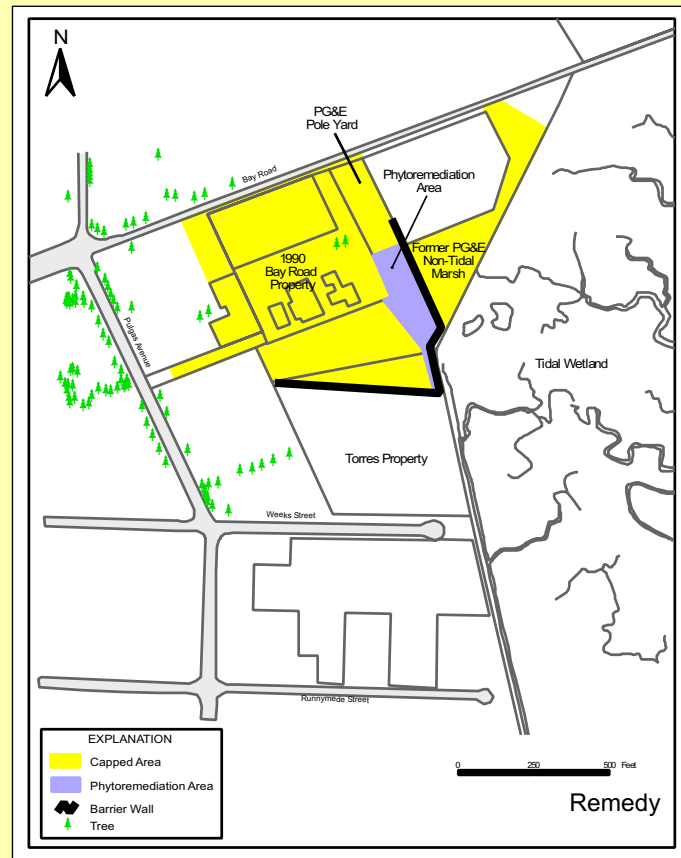 N
PG&E
Pole Yard
Bay Road
Phytoremediation
Area
1990
Bay Road
Property
Former PG&E
Non-Tidal
Marsh
Pulgas Avenue
Tidal Wetland
Torres Property
Weeks Street
Runnymede Street
EXPLANATION
Capped Area
Phytoremediation Area
Barrier Wall
Tree
0 250 500 Feet
Remedy